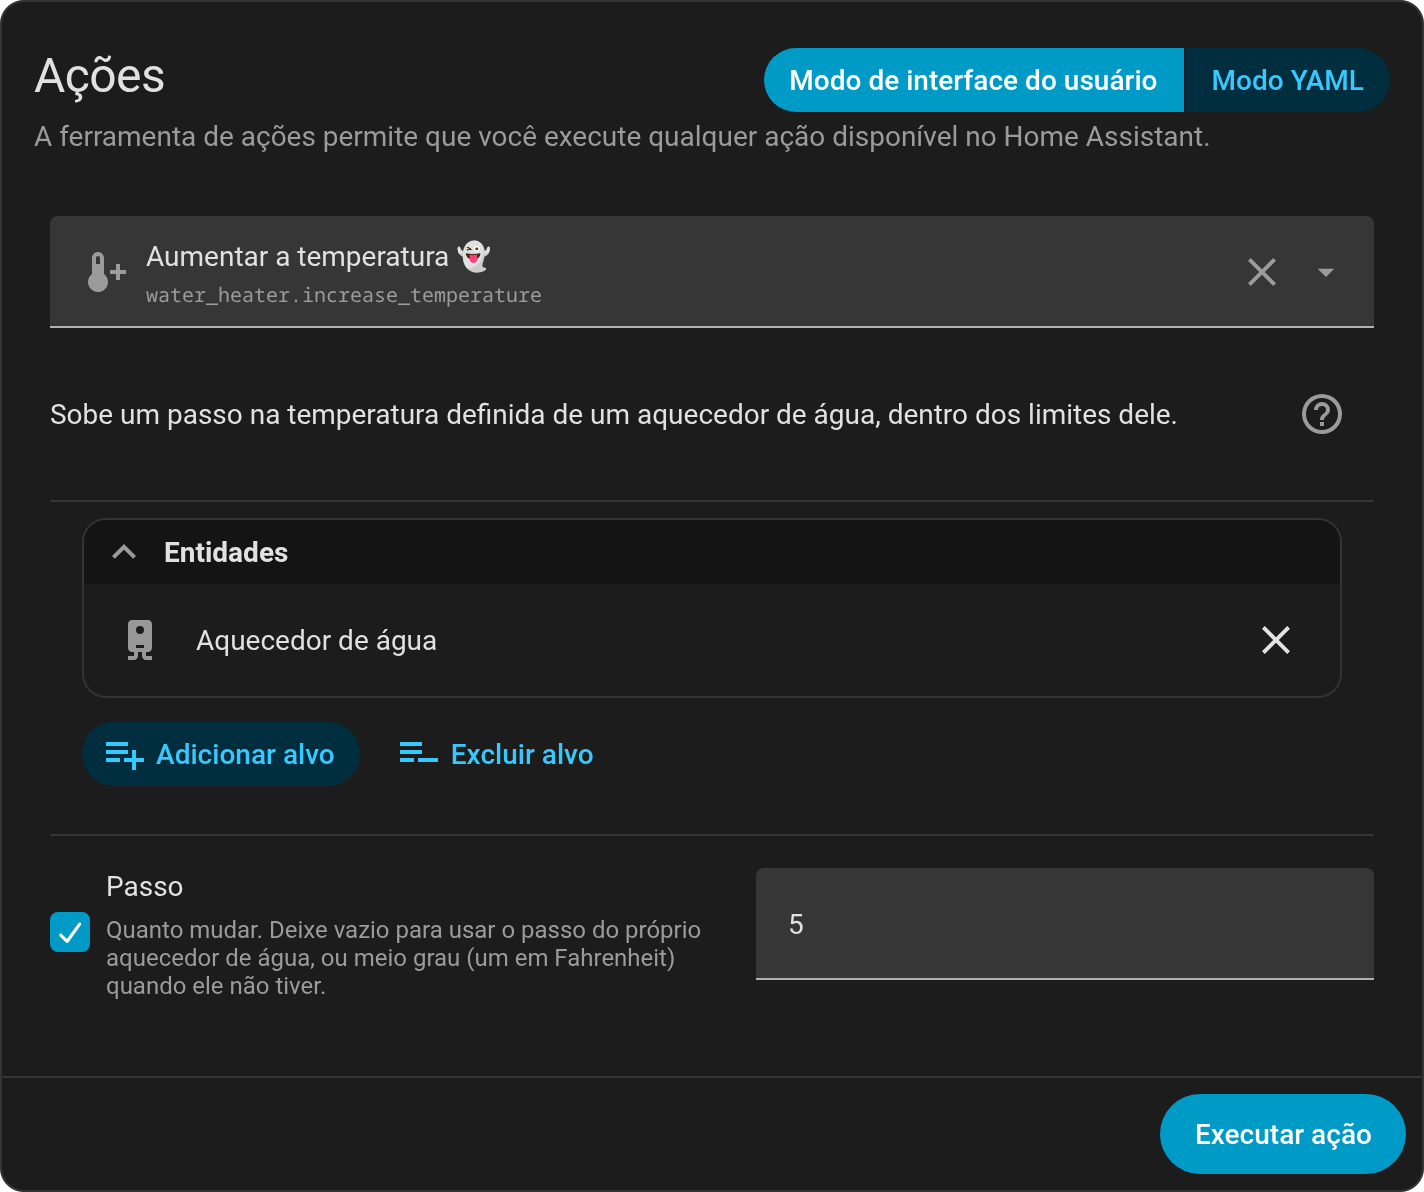 Ações
Modo de interface do usuário
Modo YAML
A ferramenta de ações permite que você execute qualquer ação disponível no Home Assistant.
Aumentar a temperatura 👻
water_heater.increase_temperature
Sobe um passo na temperatura definida de um aquecedor de água, dentro dos limites dele.
Entidades
Aquecedor de água
Adicionar alvo
Excluir alvo
Passo
Quanto mudar. Deixe vazio para usar o passo do próprio
aquecedor de água, ou meio grau (um em Fahrenheit)
quando ele não tiver.
5
Executar ação